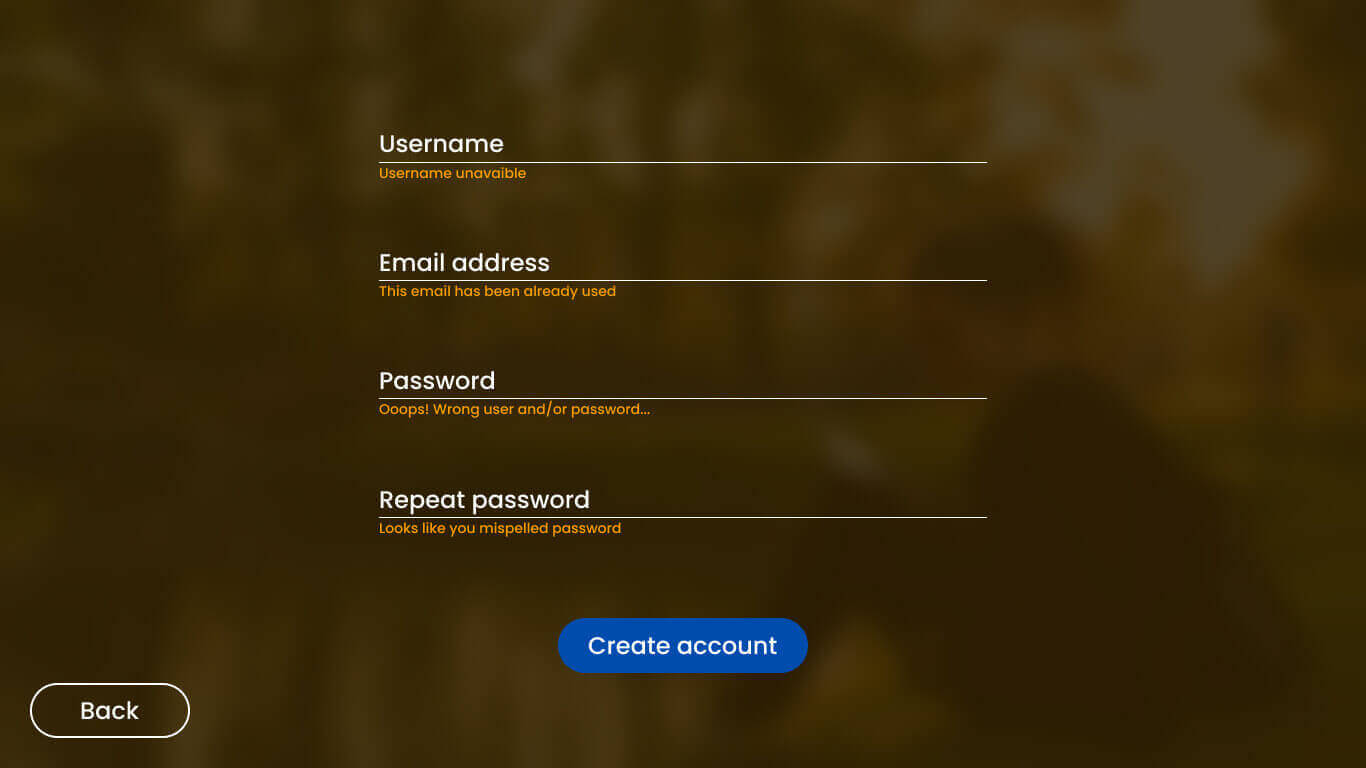 Username
Username unavaible
Email address
This email has been already used
Password
Ooops! Wrong user and/or password...
Repeat password
Looks like you mispelled password
Create account
Back